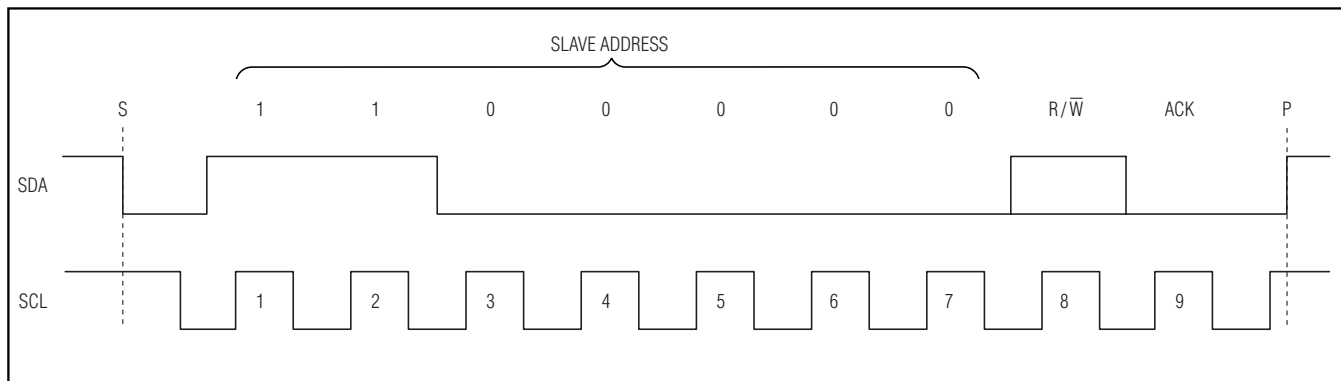 SLAVE ADDRESS
S 1 1 0 0 0 0 0 R/W̅ ACK P
SDA
SCL 1 2 3 4 5 6 7 8 9